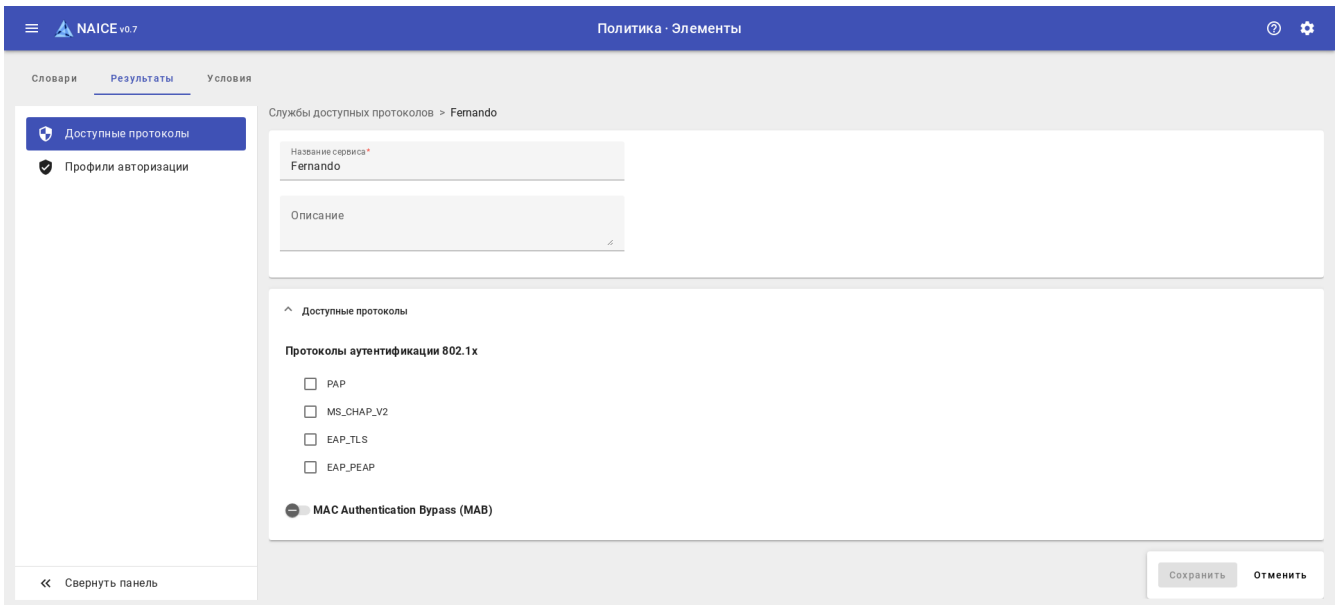 NAICE v0.7
Политика · Элементы
Словари Результаты Условия
Доступные протоколы
Профили авторизации
Свернуть панель
Службы доступных протоколов > Fernando
Название сервиса*
Fernando
Описание
Доступные протоколы
Протоколы аутентификации 802.1x
PAP
MS_CHAP_V2
EAP_TLS
EAP_PEAP
MAC Authentication Bypass (MAB)
Сохранить Отменить